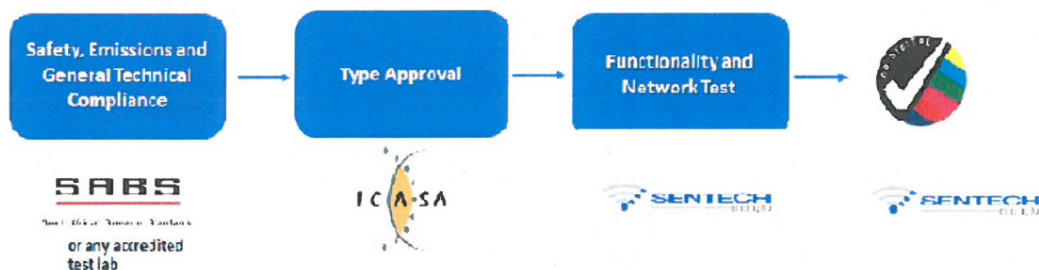 Safety, Emissions and
General Technical
Compliance
Type Approval
Functionality and
Network Test
SABS
or any accredited
test lab
ICASA
SENTECH
SENTECH